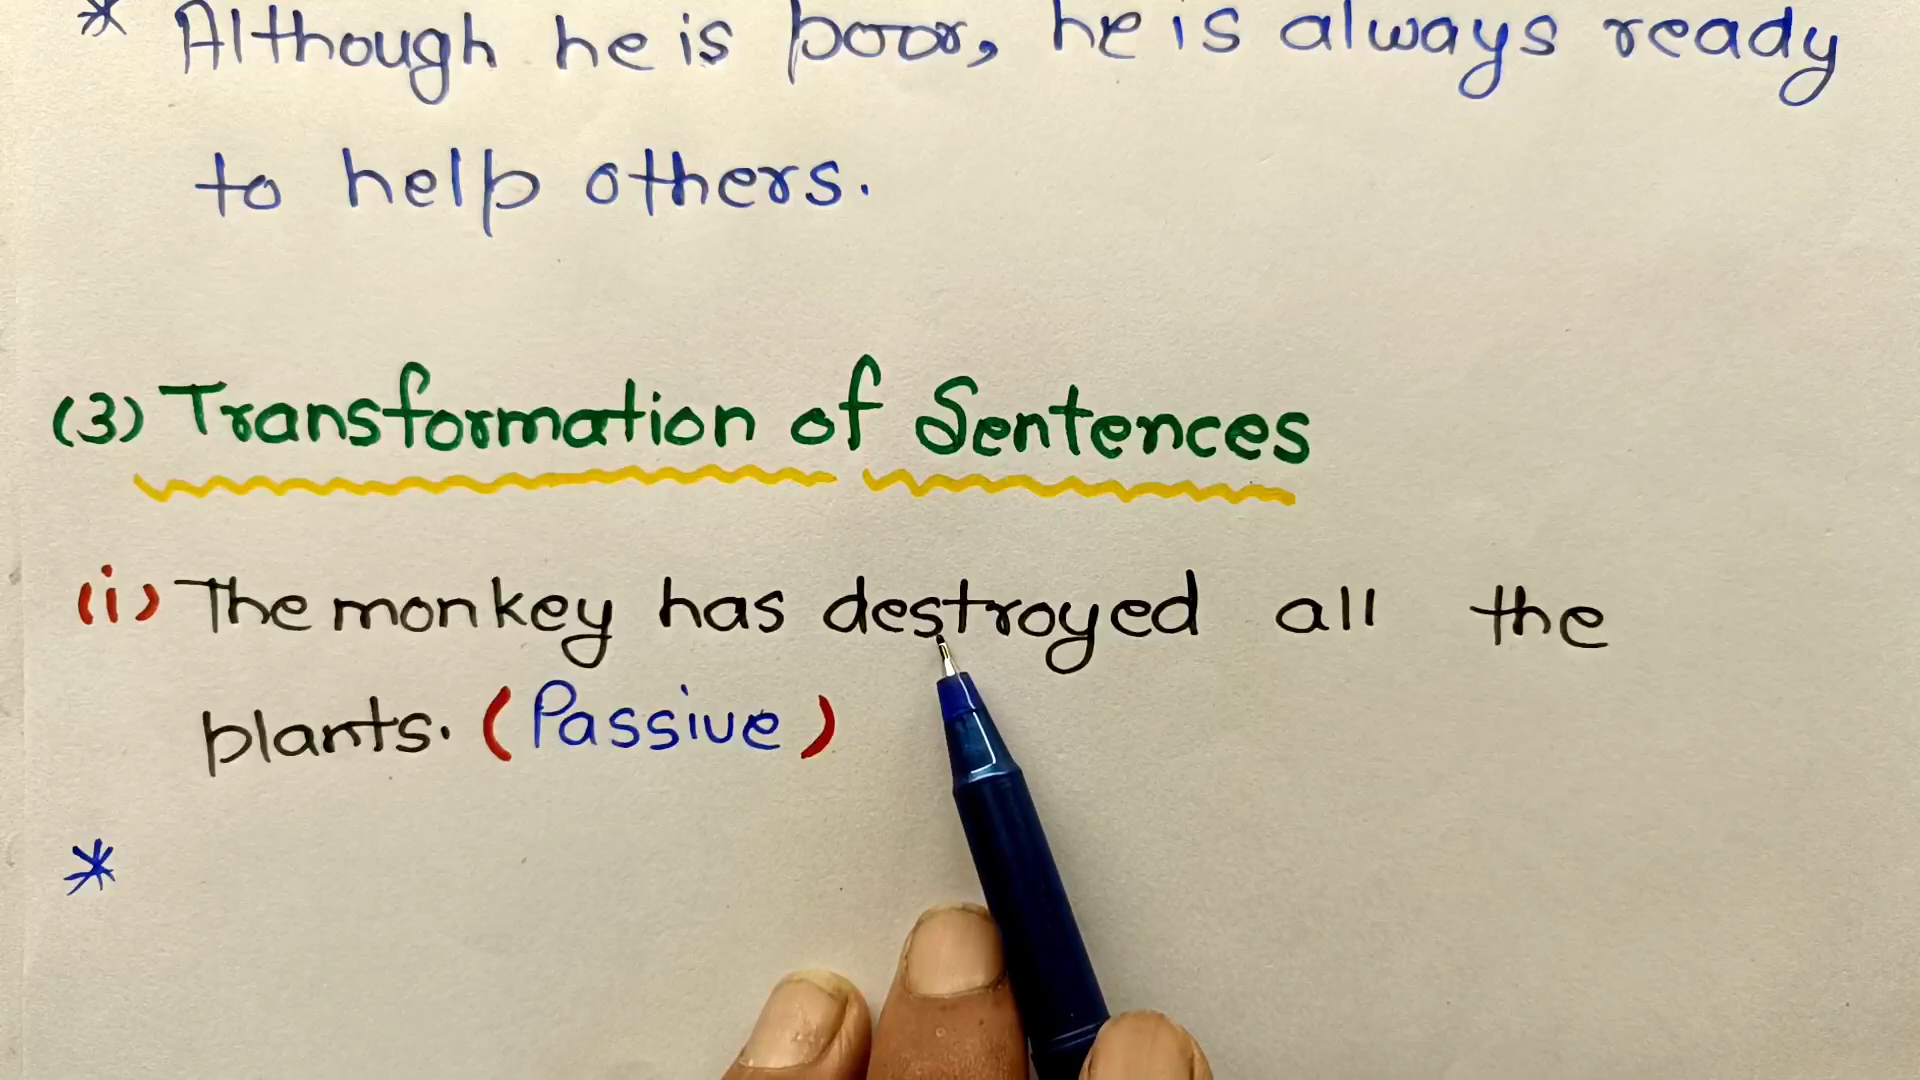 * Although he is poor, he is always ready
to help others.
(3) Transformation of Sentences
(i) The monkey has destroyed all the
plants. (Passive)
*